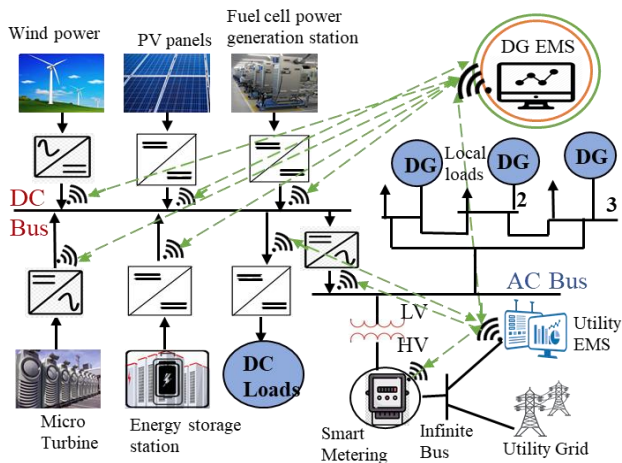 Wind power
PV panels
Fuel cell power
generation station
DG EMS
DG
DG
DG
Local
loads
2
3
DC
Bus
AC Bus
LV
HV
Utility
EMS
DC
Loads
Micro
Turbine
Energy storage
station
Smart
Metering
Infinite
Bus
Utility Grid